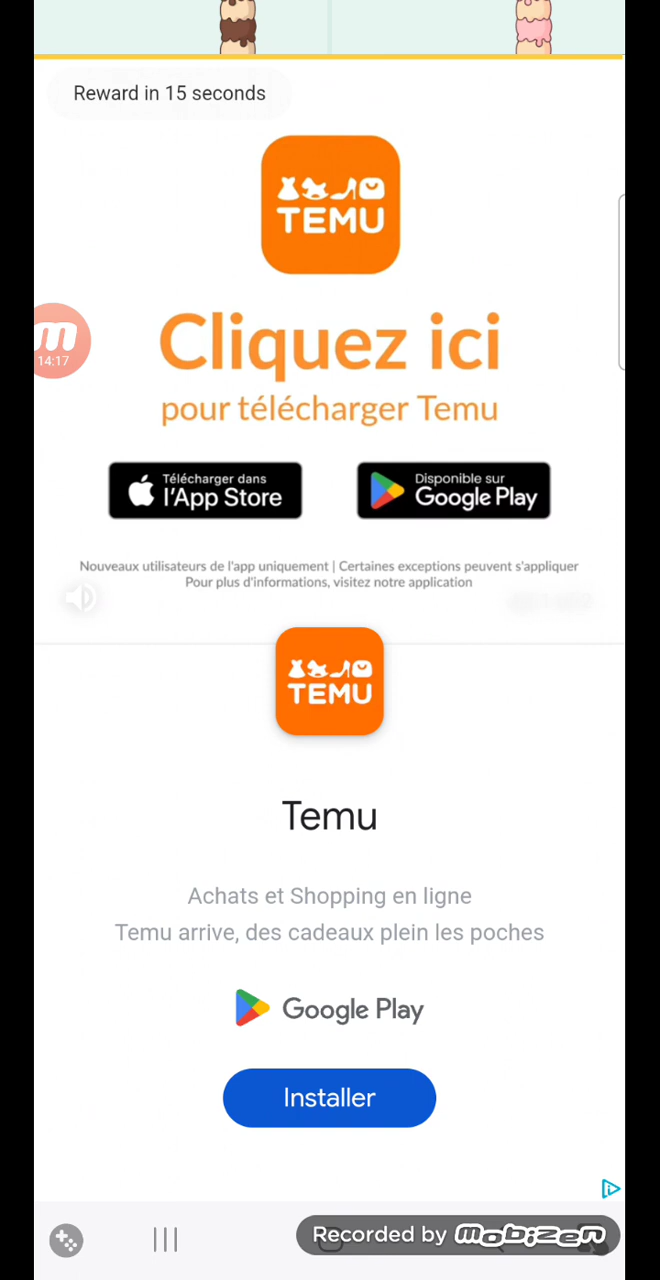 Reward in 15 seconds
TEMU
Cliquez ici
14:17
pour télécharger Temu
Télécharger dans
l'App Store
Disponible sur
Google Play
Nouveaux utilisateurs de l'app uniquement | Certaines exceptions peuvent s'appliquer
Pour plus d'informations, visitez notre application
TEMU
Temu
Achats et Shopping en ligne
Temu arrive, des cadeaux plein les poches
Google Play
Installer
Recorded by mobizen